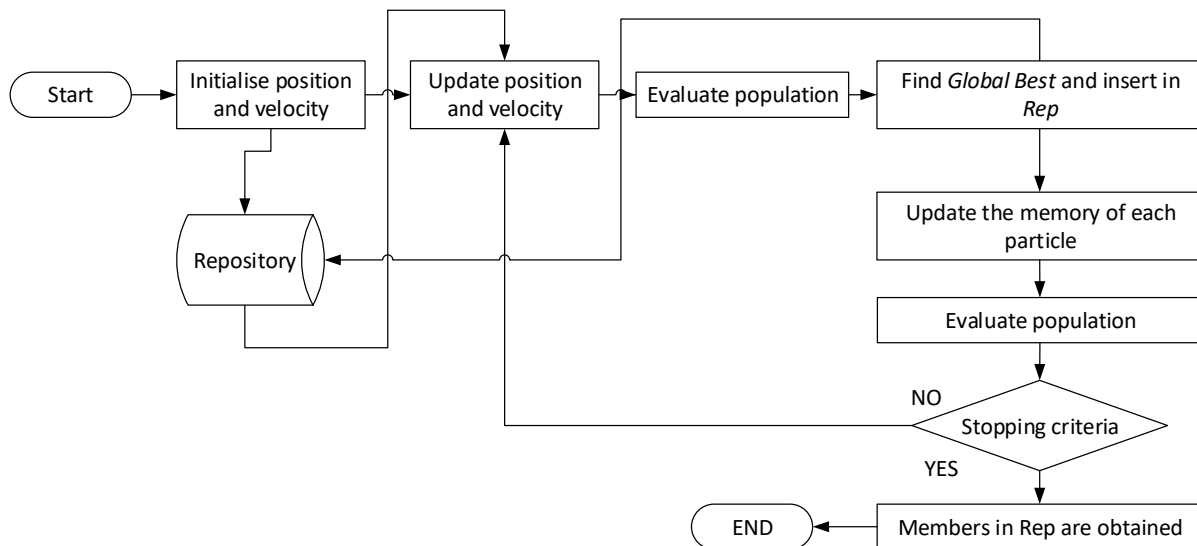 Start
Initialise position
and velocity
Update position
and velocity
Evaluate population
Find Global Best and insert in
Rep
Repository
Update the memory of each
particle
Evaluate population
NO
Stopping criteria
YES
END
Members in Rep are obtained